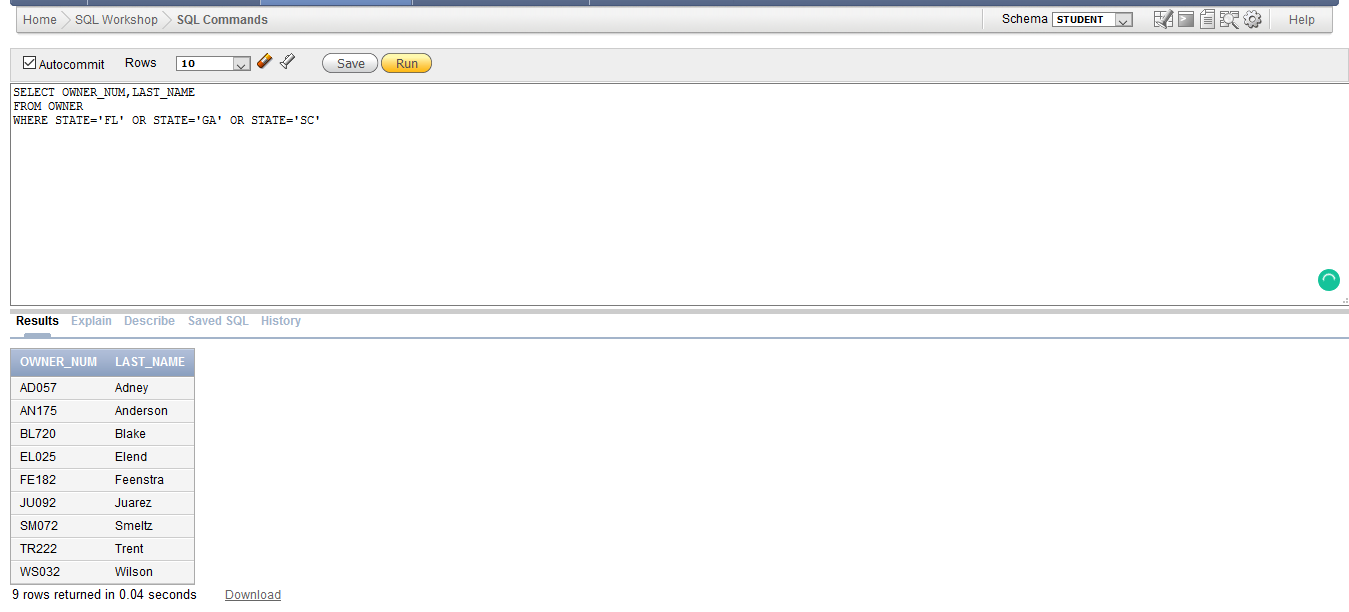 Home SQL Workshop SQL Commands Schema STUDENT Help
Autocommit Rows 10 Save Run
SELECT OWNER_NUM,LAST_NAME
FROM OWNER
WHERE STATE='FL' OR STATE='GA' OR STATE='SC'
Results Explain Describe Saved SQL History
OWNER_NUM LAST_NAME
AD057 Adney
AN175 Anderson
BL720 Blake
EL025 Elend
FE182 Feenstra
JU092 Juarez
SM072 Smeltz
TR222 Trent
WS032 Wilson
9 rows returned in 0.04 seconds Download